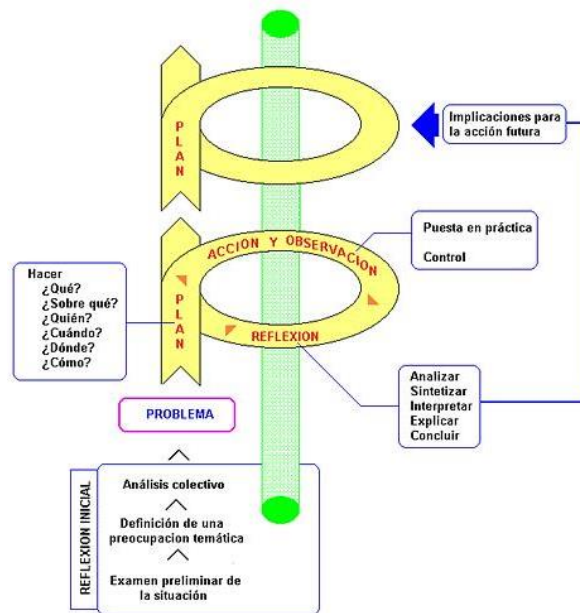 PLAN
Implicaciones para
la acción futura
ACCION Y OBSERVACION
Puesta en práctica
Control
Hacer
¿Qué?
¿Sobre qué?
¿Quién?
¿Cuándo?
¿Dónde?
¿Cómo?
PLAN
REFLEXION
Analizar
Sintetizar
Interpretar
Explicar
Concluir
PROBLEMA
REFLEXION INICIAL
Análisis colectivo
Definición de una
preocupacion temática
Examen preliminar de
la situación